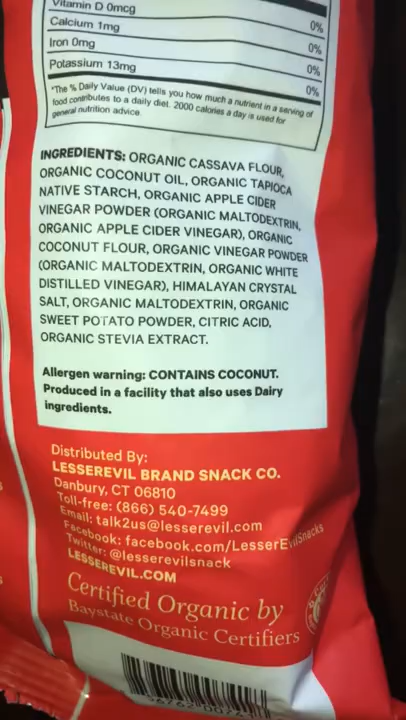 Vitamin D 0mcg 0%
Calcium 1mg 0%
Iron 0mg 0%
Potassium 13mg 0%
*The % Daily Value (DV) tells you how much a nutrient in a serving of
food contributes to a daily diet. 2000 calories a day is used for
general nutrition advice.
INGREDIENTS: ORGANIC CASSAVA FLOUR,
ORGANIC COCONUT OIL, ORGANIC TAPIOCA
NATIVE STARCH, ORGANIC APPLE CIDER
VINEGAR POWDER (ORGANIC MALTODEXTRIN,
ORGANIC APPLE CIDER VINEGAR), ORGANIC
COCONUT FLOUR, ORGANIC VINEGAR POWDER
(ORGANIC MALTODEXTRIN, ORGANIC WHITE
DISTILLED VINEGAR), HIMALAYAN CRYSTAL
SALT, ORGANIC MALTODEXTRIN, ORGANIC
SWEET POTATO POWDER, CITRIC ACID,
ORGANIC STEVIA EXTRACT.
Allergen warning: CONTAINS COCONUT.
Produced in a facility that also uses Dairy
ingredients.
Distributed By:
LESSEREVIL BRAND SNACK CO.
Danbury, CT 06810
Toll-free: (866) 540-7499
Email: talk2us@lesserevil.com
Facebook: facebook.com/LesserEvilSnacks
Twitter: @lesserevilsnack
LESSEREVIL.COM
Certified Organic by
Baystate Organic Certifiers